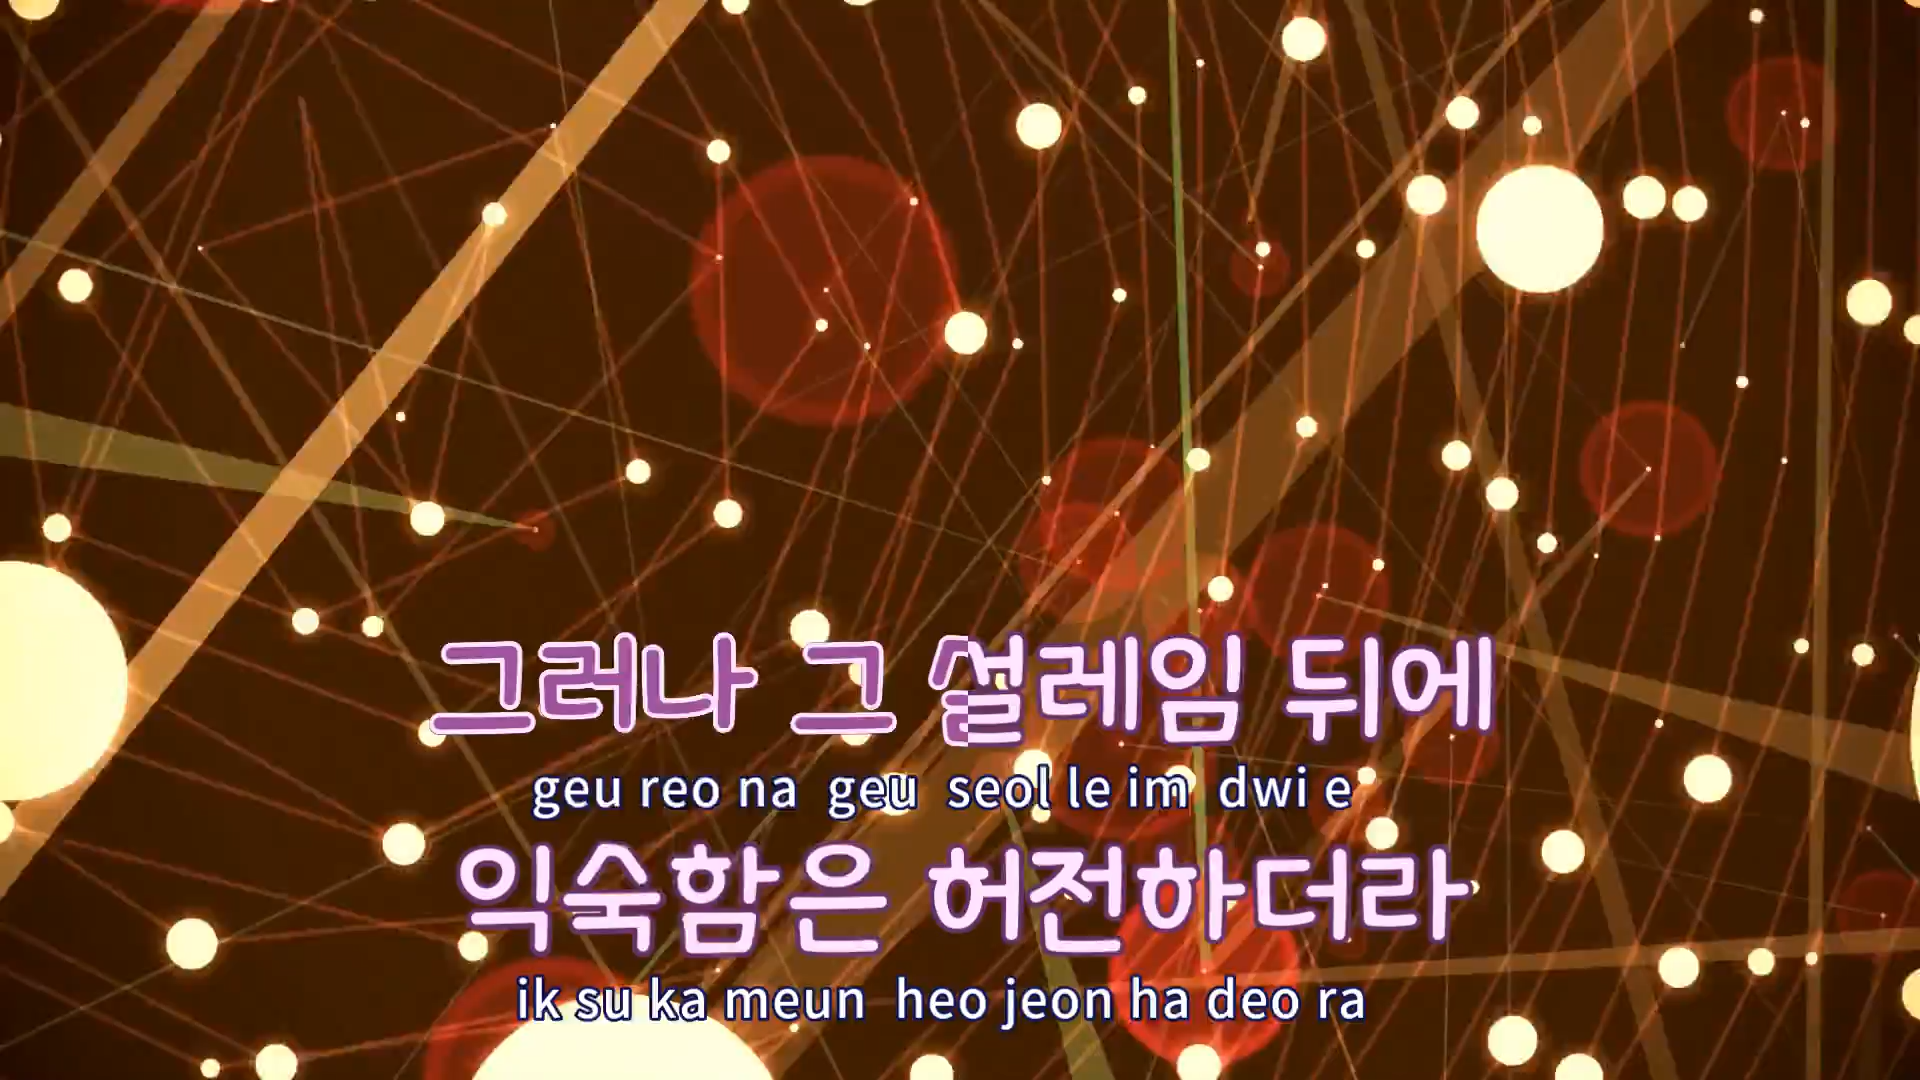 그러나 그 설레임 뒤에
geu reo na geu seol le im dwi e
익숙함은 허전하더라
ik su ka meun heo jeon ha deo ra